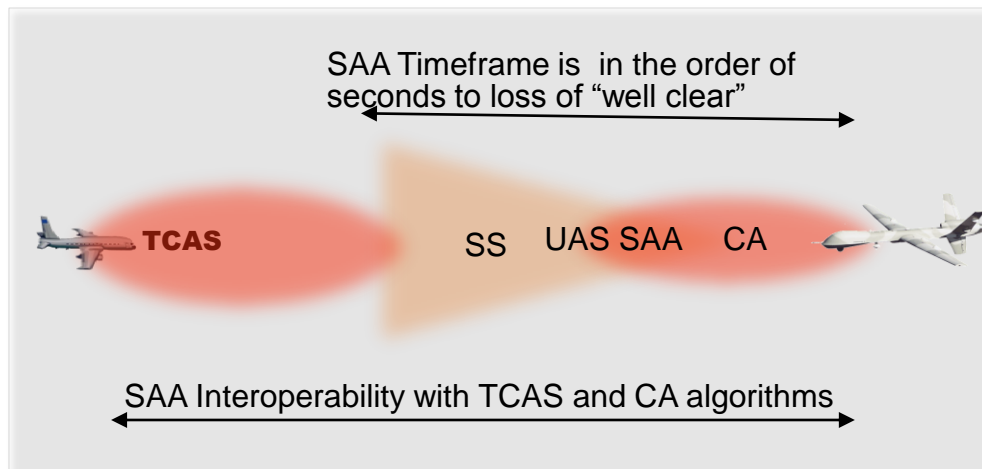 SAA Timeframe is  in the order of
seconds to loss of “well clear”
TCAS SS UAS SAA CA
SAA Interoperability with TCAS and CA algorithms